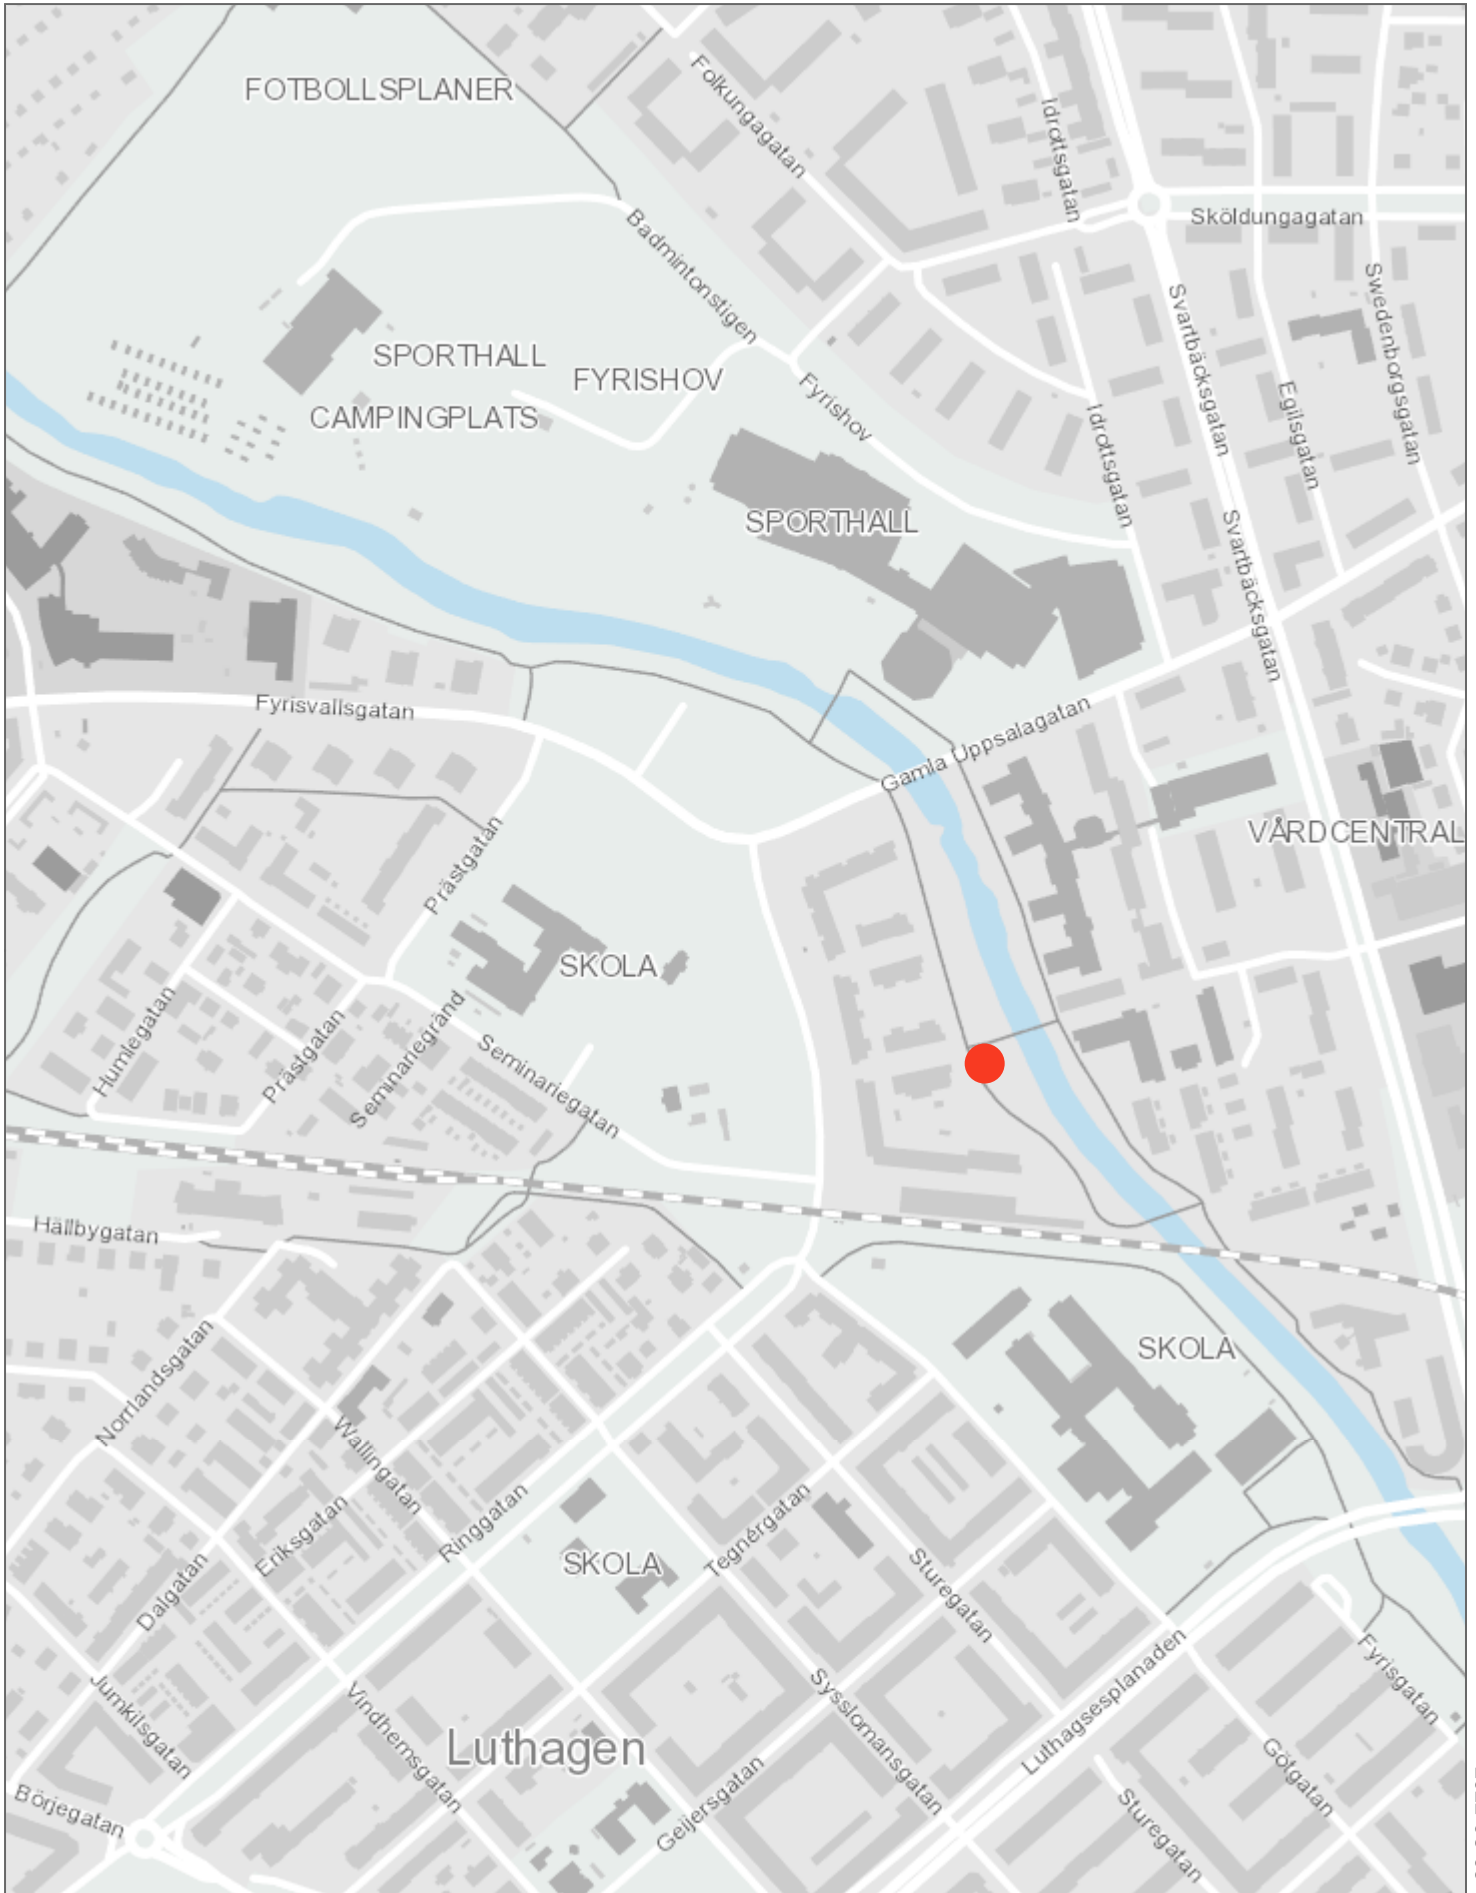 FOTBOLLSPLANER
Folkungagatan
Idrottsgatan
Sköldungagatan
Badmintonstigen
Svartbäcksgatan
Swedenborgsgatan
SPORTHALL
FYRISHOV
CAMPINGPLATS
Fyrishov
Egilsgatan
Idrottsgatan
SPORTHALL
Svartbäcksgatan
Fyrisvallsgatan
Gamla Uppsalagatan
VÅRDCENTRAL
Prästgatan
SKOLA
Humlegatan
Prästgatan
Seminariegränd
Seminariegatan
Hällbygatan
SKOLA
Norrlandsgatan
Wallingatan
Eriksgatan
Ringgatan
Tegnérgatan
SKOLA
Dalgatan
Sturegatan
Fyrisgatan
Jumkilsgatan
Vindhemsgatan
Sysslomansgatan
Luthagsesplanaden
Luthagen
Götgatan
Börjegatan
Geijersgatan
Sturegatan